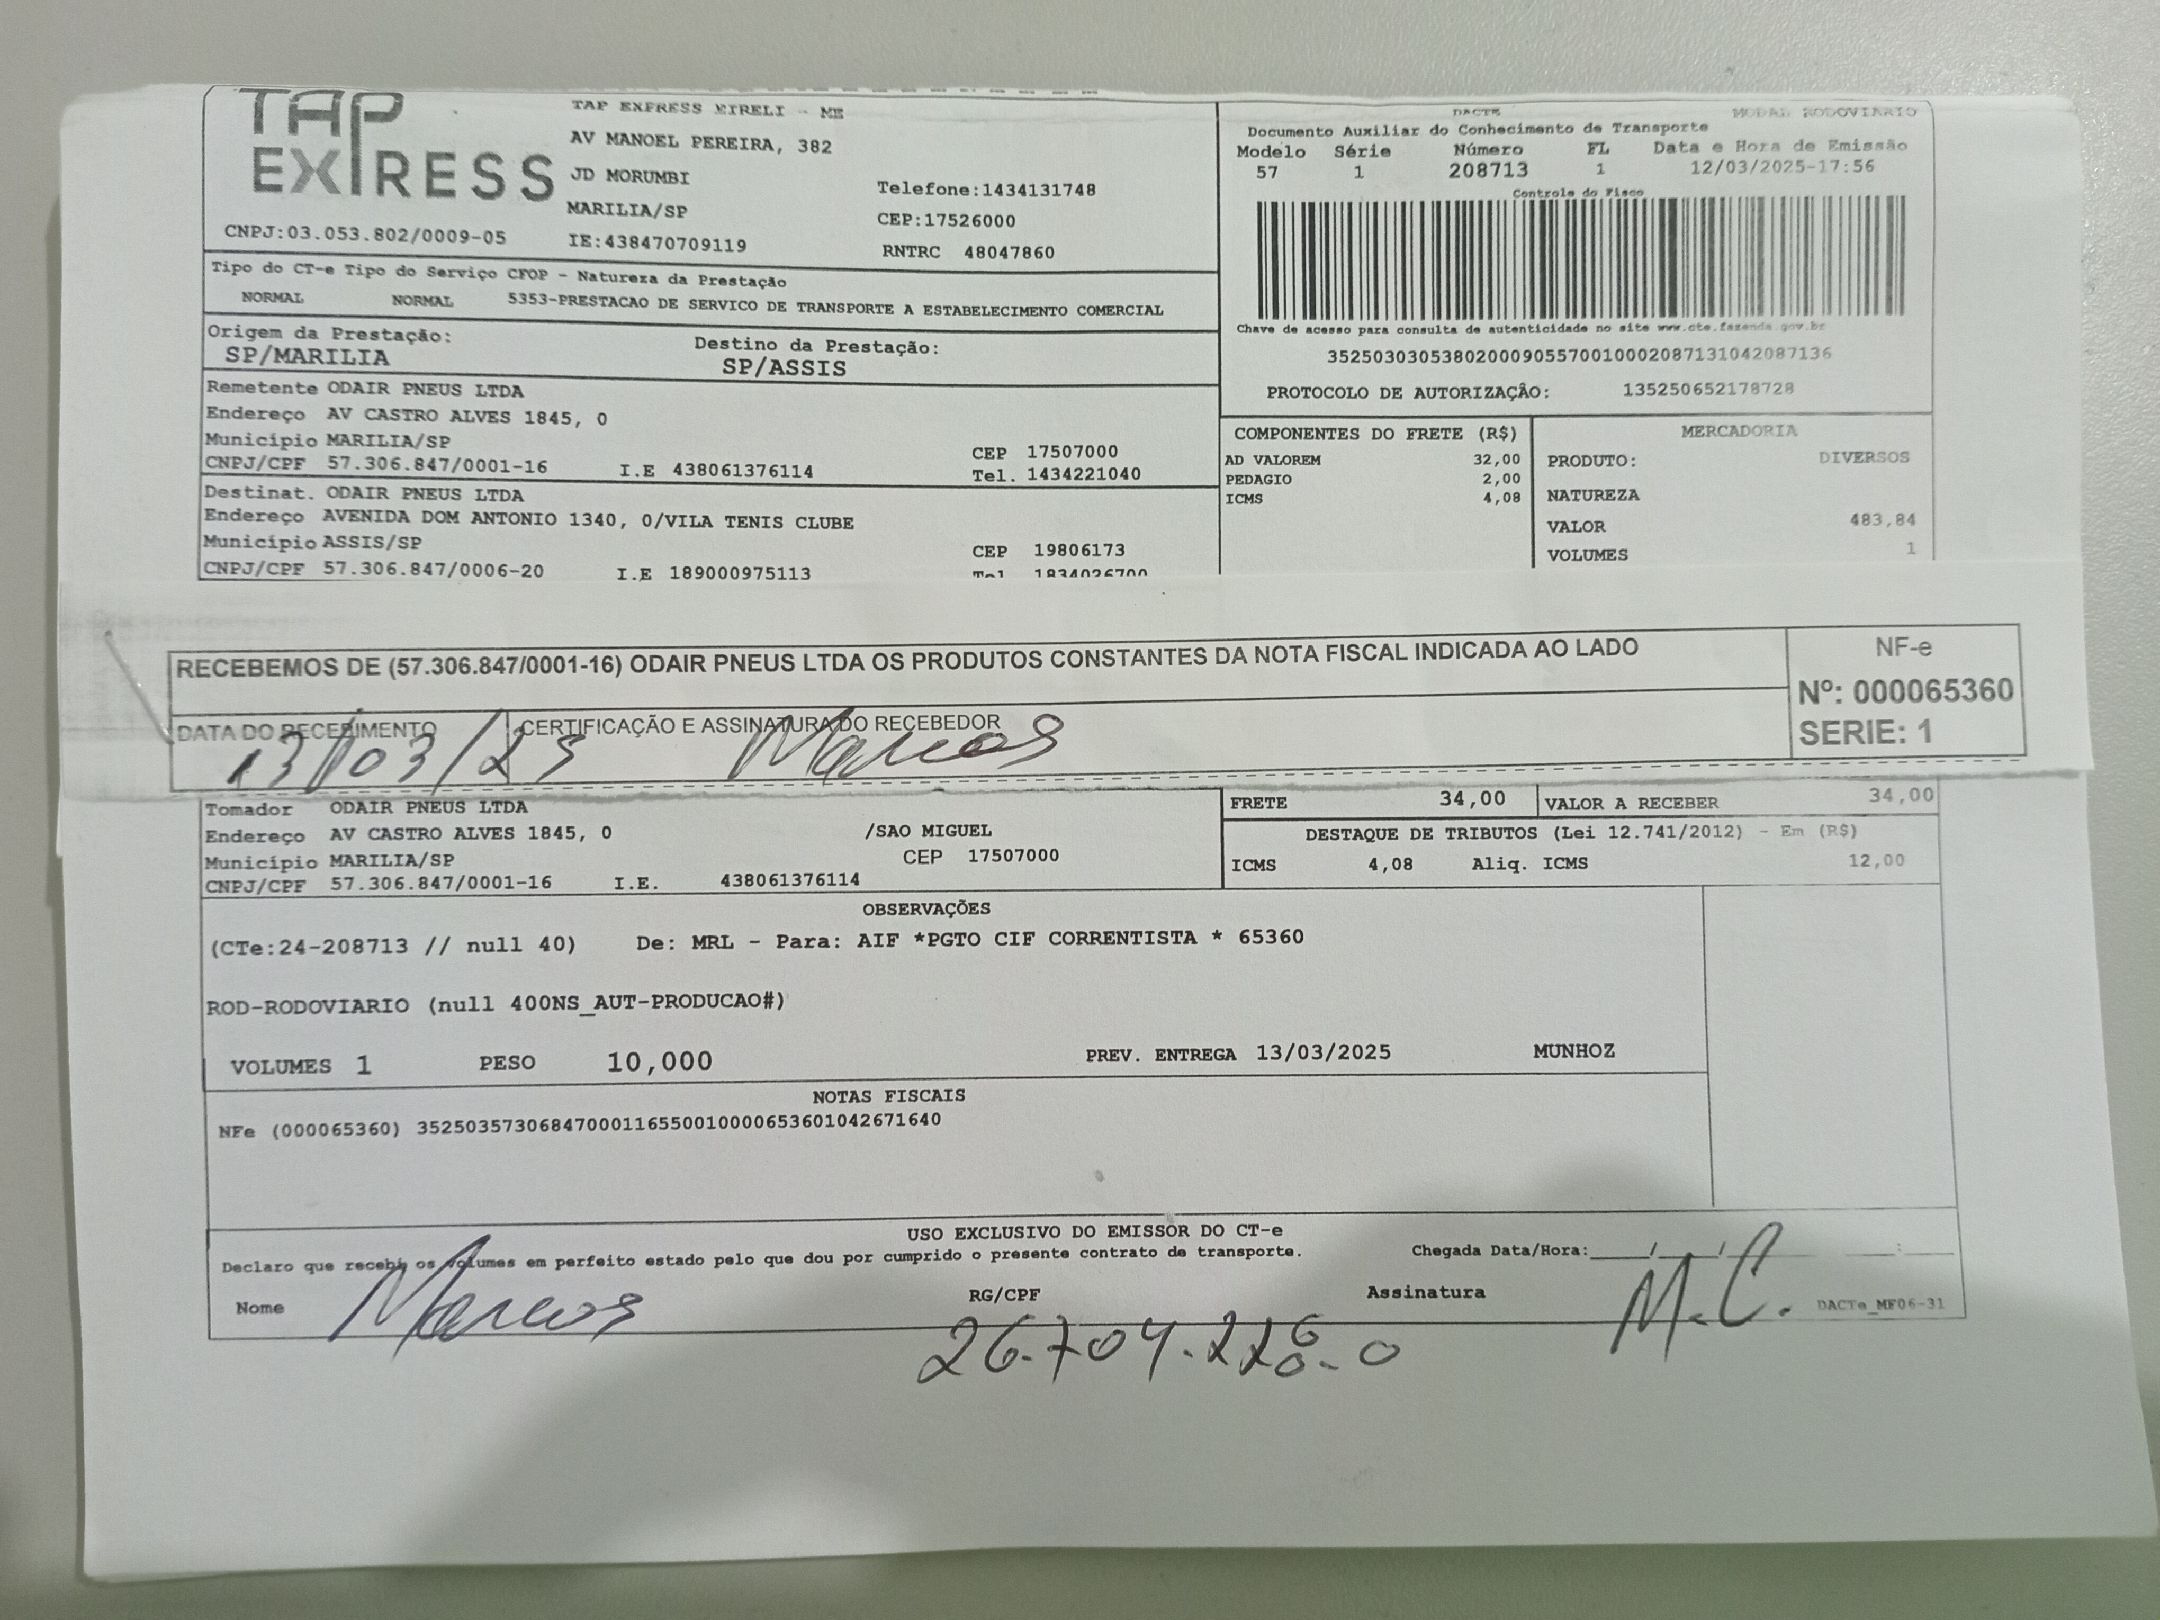 TAP EXPRESS
TAP EXPRESS EIRELI - ME
AV MANOEL PEREIRA, 382
JD MORUMBI
MARILIA/SP
IE:438470709119
Telefone:1434131748
CEP:17526000
RNTRC 48047860
CNPJ:03.053.802/0009-05
DACTE MODAL RODOVIARIO
Documento Auxiliar do Conhecimento de Transporte
Modelo Série Número FL Data e Hora de Emissão
57 1 208713 1 12/03/2025-17:56
Controle do Fisco
Chave de acesso para consulta de autenticidade no site www.cte.fazenda.gov.br
35250303053802000905570010002087131042087136
PROTOCOLO DE AUTORIZAÇÃO: 135250652178728
Tipo do CT-e Tipo do Serviço CFOP - Natureza da Prestação
NORMAL NORMAL 5353-PRESTACAO DE SERVICO DE TRANSPORTE A ESTABELECIMENTO COMERCIAL
Origem da Prestação: Destino da Prestação:
SP/MARILIA SP/ASSIS
Remetente ODAIR PNEUS LTDA
Endereço AV CASTRO ALVES 1845, 0
Município MARILIA/SP CEP 17507000
CNPJ/CPF 57.306.847/0001-16 I.E 438061376114 Tel. 1434221040
Destinat. ODAIR PNEUS LTDA
Endereço AVENIDA DOM ANTONIO 1340, 0/VILA TENIS CLUBE
Município ASSIS/SP CEP 19806173
CNPJ/CPF 57.306.847/0006-20 I.E 189000975113 Tel 1834026700
COMPONENTES DO FRETE (R$)
AD VALOREM 32,00
PEDAGIO 2,00
ICMS 4,08
MERCADORIA
PRODUTO: DIVERSOS
NATUREZA
VALOR 483,84
VOLUMES 1
RECEBEMOS DE (57.306.847/0001-16) ODAIR PNEUS LTDA OS PRODUTOS CONSTANTES DA NOTA FISCAL INDICADA AO LADO
NF-e
Nº: 000065360
SERIE: 1
DATA DO RECEBIMENTO CERTIFICAÇÃO E ASSINATURA DO RECEBEDOR
13/03/25 Marcos
Tomador ODAIR PNEUS LTDA
Endereço AV CASTRO ALVES 1845, 0 /SAO MIGUEL
Município MARILIA/SP CEP 17507000
CNPJ/CPF 57.306.847/0001-16 I.E. 438061376114
FRETE 34,00 VALOR A RECEBER 34,00
DESTAQUE DE TRIBUTOS (Lei 12.741/2012) - Em (R$)
ICMS 4,08 Aliq. ICMS 12,00
OBSERVAÇÕES
(CTe:24-208713 // null 40) De: MRL - Para: AIF *PGTO CIF CORRENTISTA * 65360
ROD-RODOVIARIO (null 400NS_AUT-PRODUCAO#)
VOLUMES 1 PESO 10,000 PREV. ENTREGA 13/03/2025 MUNHOZ
NOTAS FISCAIS
NFe (000065360) 35250357306847000116550010000653601042671640
USO EXCLUSIVO DO EMISSOR DO CT-e
Declaro que recebi os volumes em perfeito estado pelo que dou por cumprido o presente contrato de transporte. Chegada Data/Hora:____/____/____ ____:____
Nome Marcos RG/CPF Assinatura M.C. DACTe_MF06-31